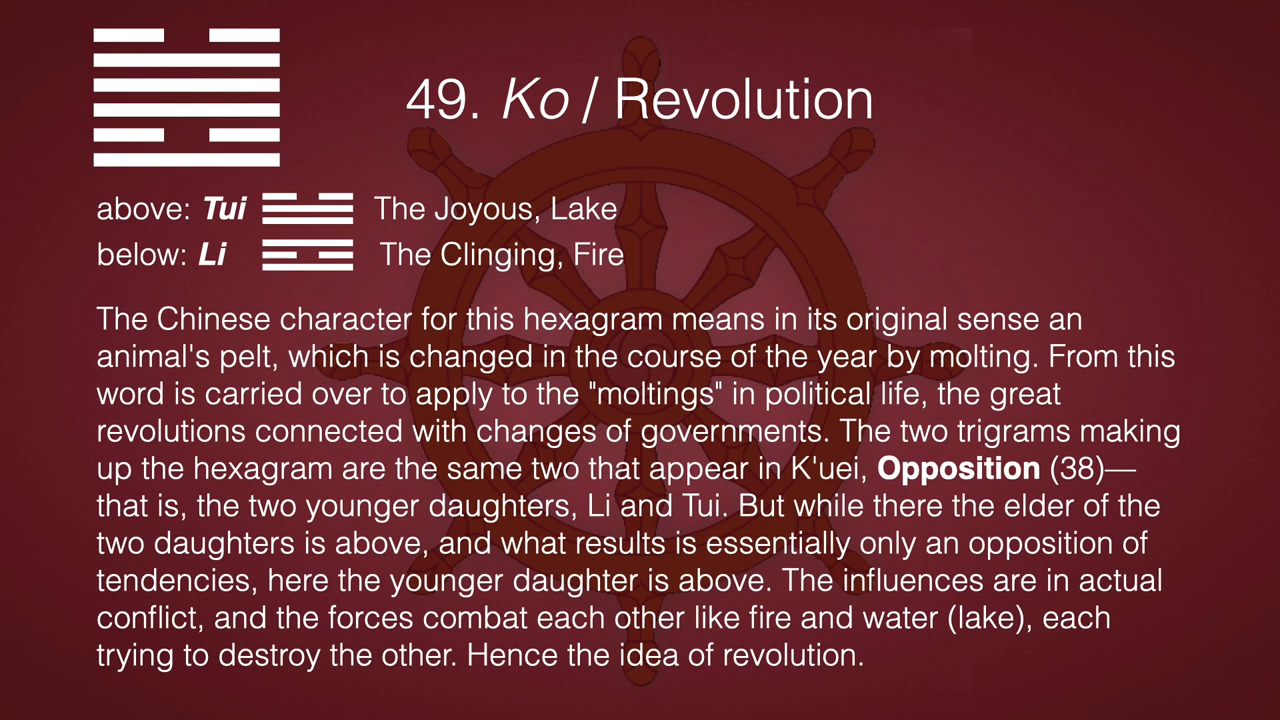 49. Ko / Revolution
above: Tui The Joyous, Lake
below: Li The Clinging, Fire
The Chinese character for this hexagram means in its original sense an
animal's pelt, which is changed in the course of the year by molting. From this
word is carried over to apply to the "moltings" in political life, the great
revolutions connected with changes of governments. The two trigrams making
up the hexagram are the same two that appear in K'uei, Opposition (38)—
that is, the two younger daughters, Li and Tui. But while there the elder of the
two daughters is above, and what results is essentially only an opposition of
tendencies, here the younger daughter is above. The influences are in actual
conflict, and the forces combat each other like fire and water (lake), each
trying to destroy the other. Hence the idea of revolution.